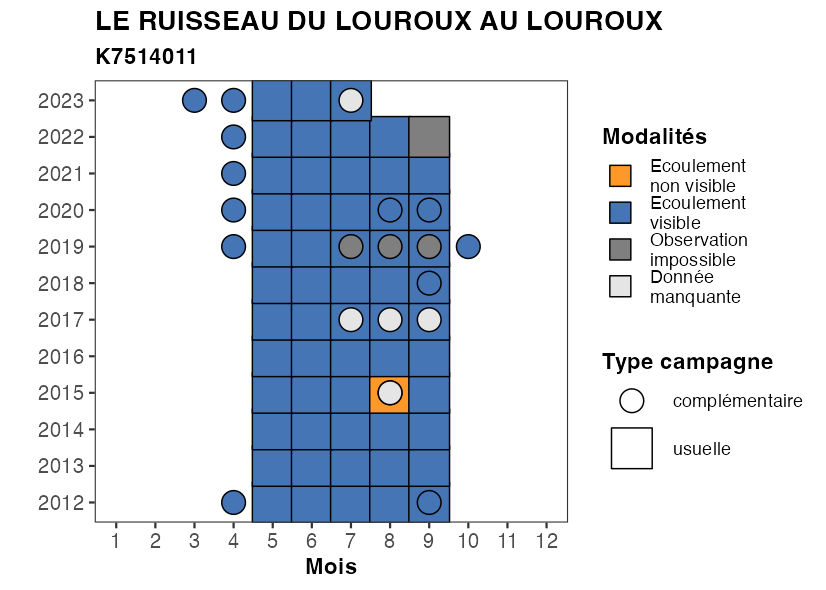 LE RUISSEAU DU LOUROUX AU LOUROUX
K7514011
2023
2022
2021
2020
2019
2018
2017
2016
2015
2014
2013
2012
1 2 3 4 5 6 7 8 9 10 11 12
Mois
Modalités
Ecoulement
non visible
Ecoulement
visible
Observation
impossible
Donnée
manquante
Type campagne
complémentaire
usuelle